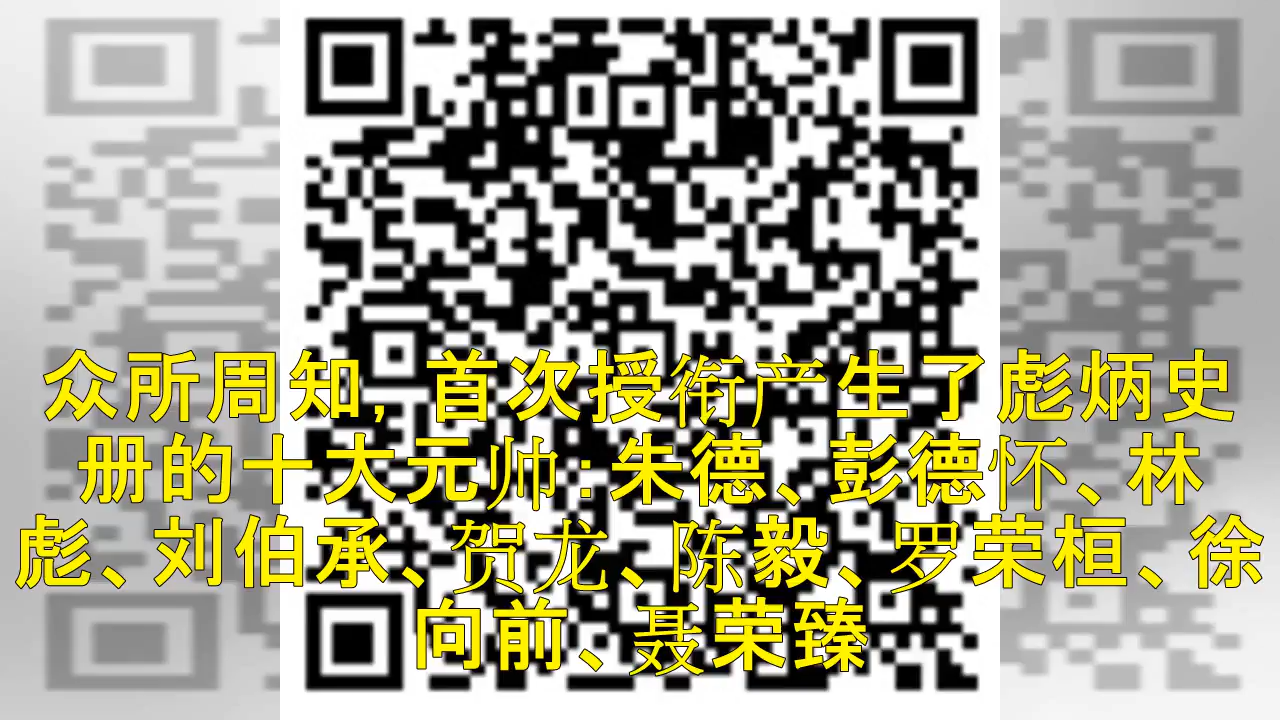 众所周知,首次授衔产生了彪炳史
册的十大元帅:朱德、彭德怀、林
彪、刘伯承、贺龙、陈毅、罗荣桓、徐
向前、聂荣臻